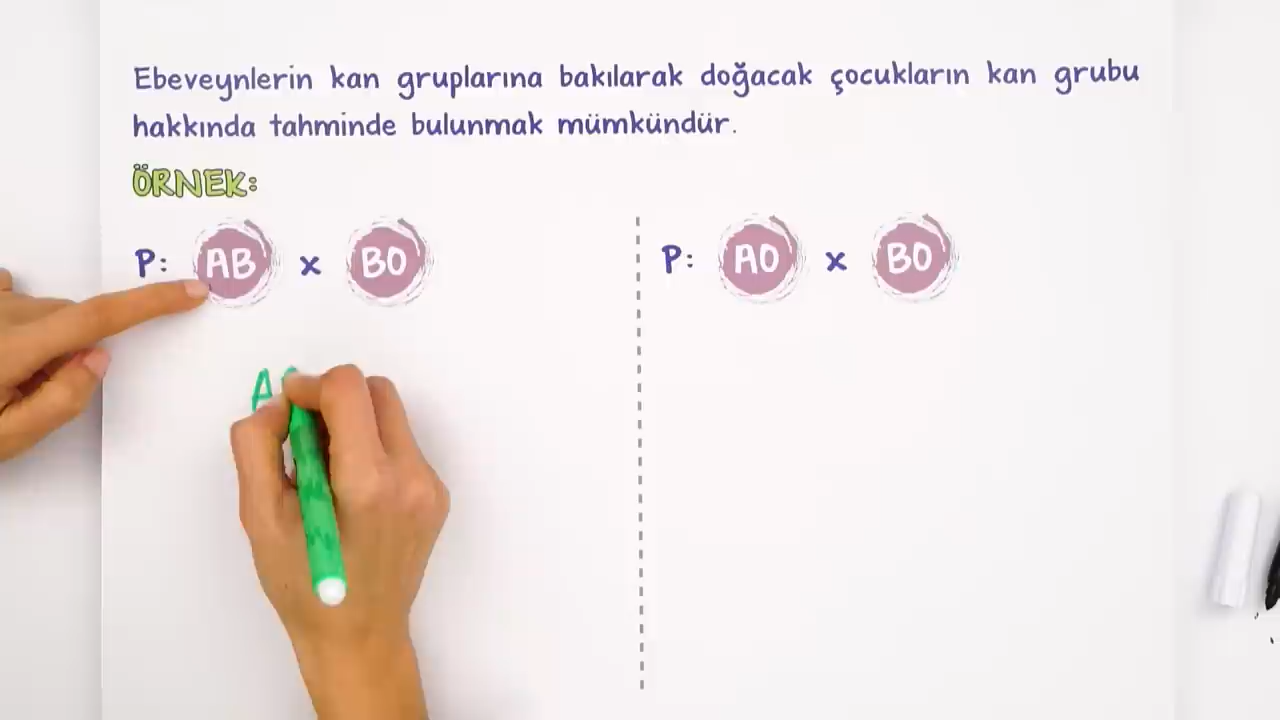 Ebeveynlerin kan gruplarına bakılarak doğacak çocukların kan grubu
hakkında tahminde bulunmak mümkündür.
ÖRNEK:
P: AB x BO
A
P: AO x BO